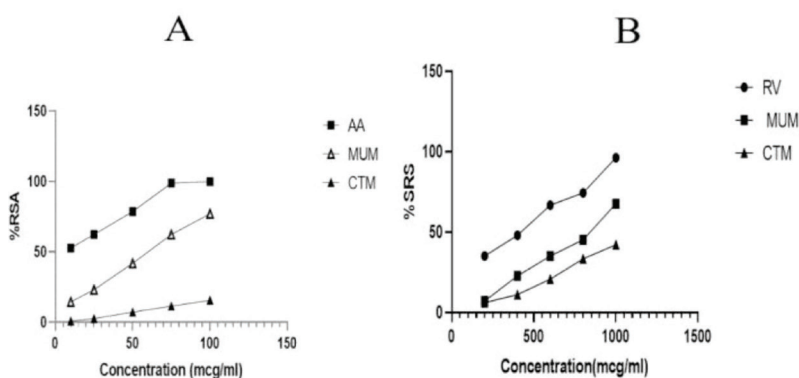 A
150
100
50
0
%RSA
0 50 100 150
Concentration (mcg/ml)
AA
MUM
CTM
B
150
100
50
0
% SRS
0 500 1000 1500
Concentration(mcg/ml)
RV
MUM
CTM